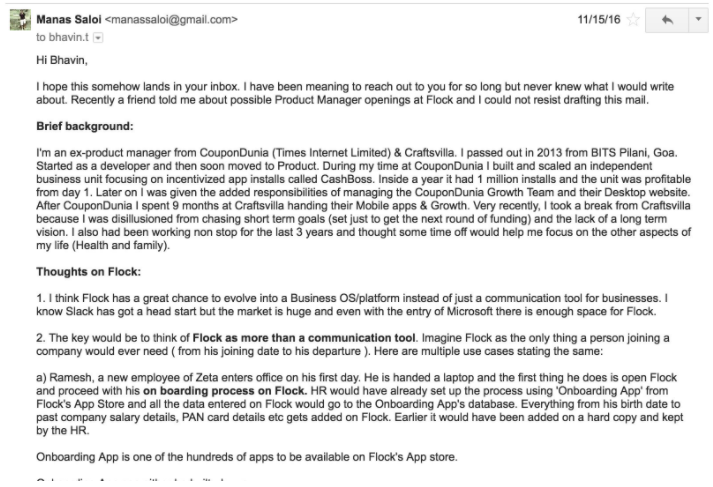 Manas Saloi <manassaloi@gmail.com>
11/15/16
to bhavin.t
Hi Bhavin,
I hope this somehow lands in your inbox. I have been meaning to reach out to you for so long but never knew what I would write
about. Recently a friend told me about possible Product Manager openings at Flock and I could not resist drafting this mail.
Brief background:
I'm an ex-product manager from CouponDunia (Times Internet Limited) & Craftsvilla. I passed out in 2013 from BITS Pilani, Goa.
Started as a developer and then soon moved to Product. During my time at CouponDunia I built and scaled an independent
business unit focusing on incentivized app installs called CashBoss. Inside a year it had 1 million installs and the unit was profitable
from day 1. Later on I was given the added responsibilities of managing the CouponDunia Growth Team and their Desktop website.
After CouponDunia I spent 9 months at Craftsvilla handing their Mobile apps & Growth. Very recently, I took a break from Craftsvilla
because I was disillusioned from chasing short term goals (set just to get the next round of funding) and the lack of a long term
vision. I also had been working non stop for the last 3 years and thought some time off would help me focus on the other aspects of
my life (Health and family).
Thoughts on Flock:
1. I think Flock has a great chance to evolve into a Business OS/platform instead of just a communication tool for businesses. I
know Slack has got a head start but the market is huge and even with the entry of Microsoft there is enough space for Flock.
2. The key would be to think of Flock as more than a communication tool. Imagine Flock as the only thing a person joining a
company would ever need ( from his joining date to his departure ). Here are multiple use cases stating the same:
a) Ramesh, a new employee of Zeta enters office on his first day. He is handed a laptop and the first thing he does is open Flock
and proceed with his on boarding process on Flock. HR would have already set up the process using 'Onboarding App' from
Flock's App Store and all the data entered on Flock would go to the Onboarding App's database. Everything from his birth date to
past company salary details, PAN card details etc gets added on Flock. Earlier it would have been added on a hard copy and kept
by the HR.
Onboarding App is one of the hundreds of apps to be available on Flock's App store.